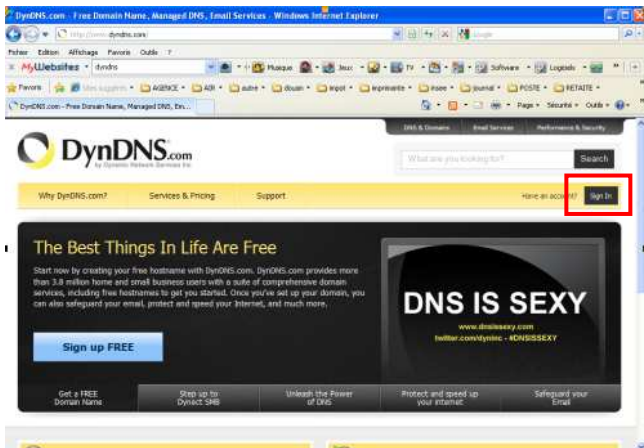 DynDNS.com - Free Domain Name, Managed DNS, Email Services - Windows Internet Explorer
Fichier Edition Affichage Favoris Outils ?
MyWebsites dyndns Musique Jeux TV Software Logiciels
Favoris AGENCE ADI autre douan impot imprimante insee journal POSTE RETAITE
DynDNS.com - Free Domain Name, Managed DNS, Em... Page Sécurité Outils
DNS & Domains Email Services Performance & Security
DynDNS.com
by Dynamic Network Services Inc.
What are you looking for? Search
Why DynDNS.com? Services & Pricing Support Have an account? Sign In
The Best Things In Life Are Free
Start now by creating your free hostname with DynDNS.com. DynDNS.com provides more
than 3.8 million home and small business users with a suite of comprehensive domain
services, including free hostnames to get you started. Once you've set up your domain, you
can also safeguard your email, protect and speed your Internet, and much more.
Sign up FREE
DNS IS SEXY
www.dnsissexy.com
twitter.com/dyninc - #DNSISSEXY
Get a FREE
Domain Name
Step up to
Dynect SMB
Unleash the Power
of DNS
Protect and speed up
your internet
Safeguard your
Email